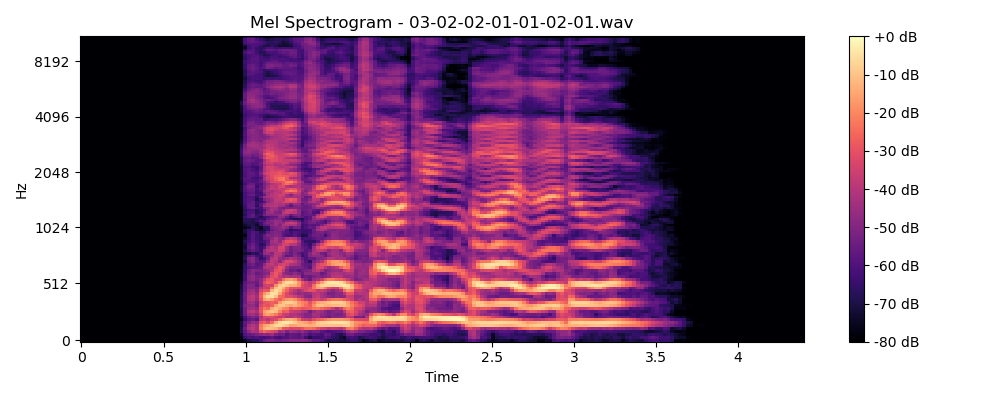 Mel Spectrogram - 03-02-02-01-01-02-01.wav
Hz
8192
4096
2048
1024
512
0
0 0.5 1 1.5 2 2.5 3 3.5 4
Time
+0 dB
-10 dB
-20 dB
-30 dB
-40 dB
-50 dB
-60 dB
-70 dB
-80 dB